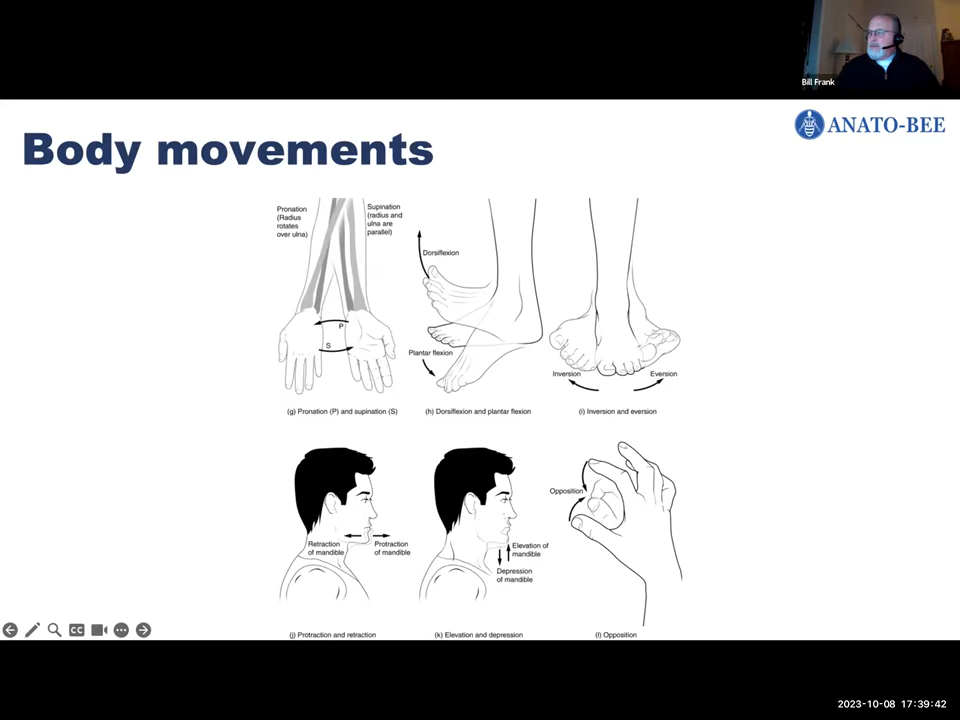 Bill Frank
ANATO-BEE
Body movements
Pronation
(Radius
rotates
over ulna)
Supination
(radius and
ulna are
parallel)
P
S
(g) Pronation (P) and supination (S)
Dorsiflexion
Plantar flexion
(h) Dorsiflexion and plantar flexion
Inversion
Eversion
(i) Inversion and eversion
Retraction
of mandible
Protraction
of mandible
(j) Protraction and retraction
Elevation of
mandible
Depression
of mandible
(k) Elevation and depression
Opposition
(l) Opposition
CC
2023-10-08 17:39:42